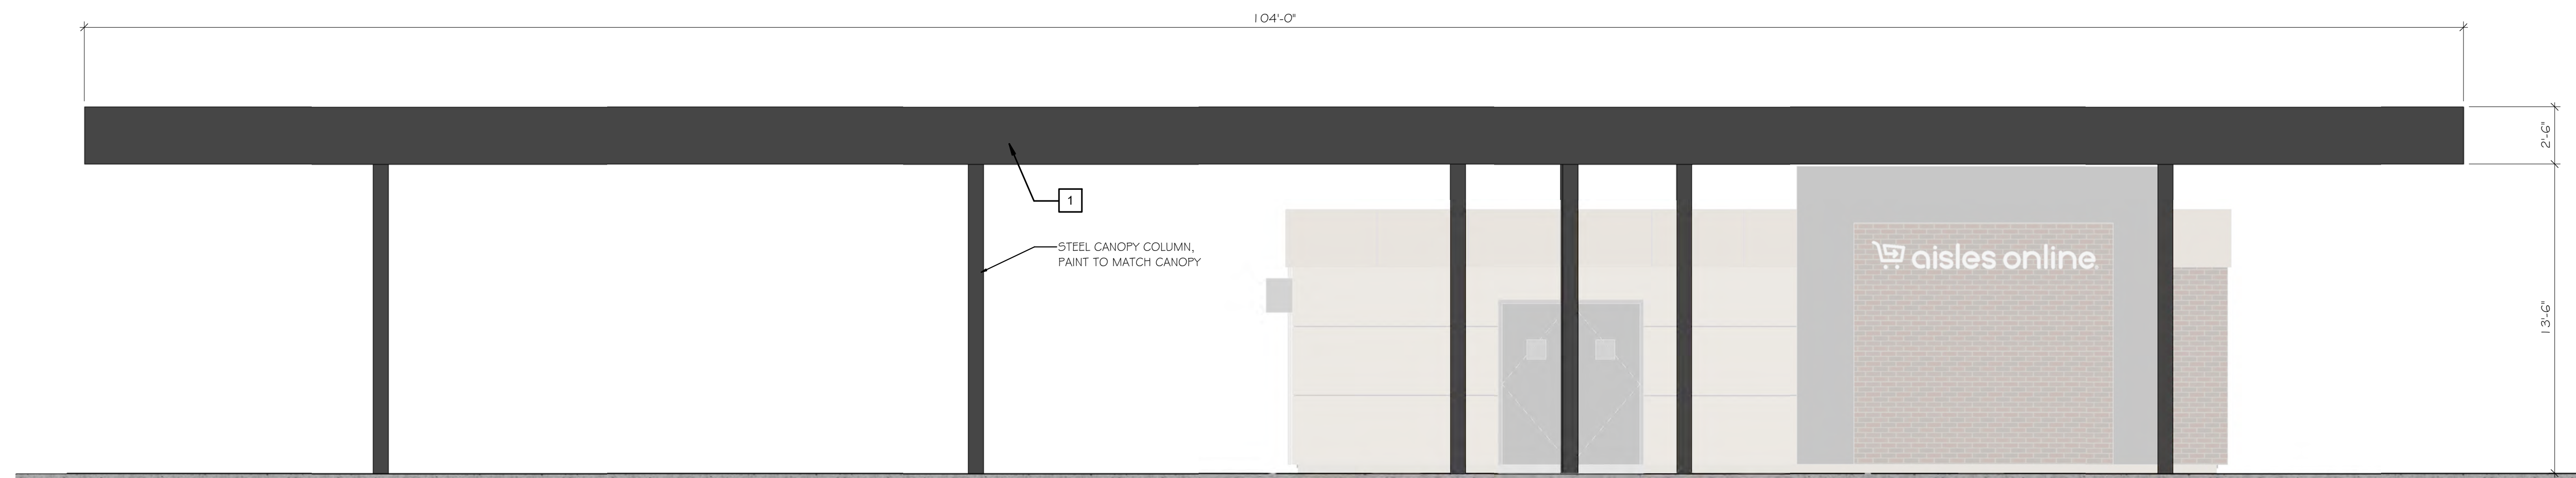 104'-0"
2'-6"
1
STEEL CANOPY COLUMN,
PAINT TO MATCH CANOPY
aisles online
13'-6"